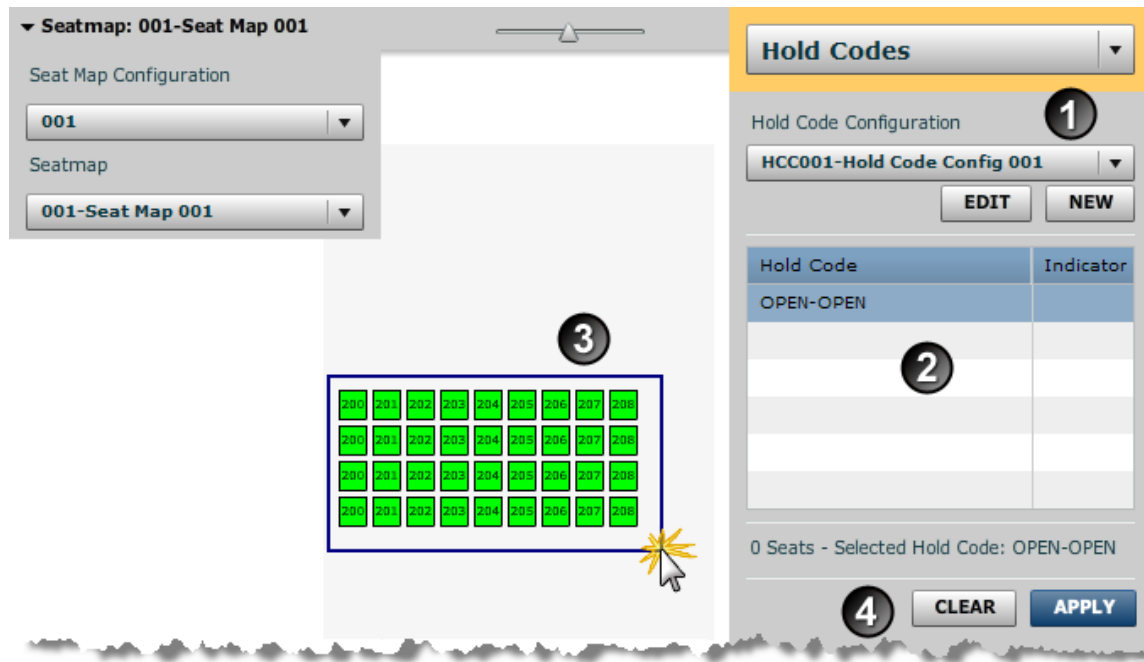 Seatmap: 001-Seat Map 001
Seat Map Configuration
001
Seatmap
001-Seat Map 001
3
200 201 202 203 204 205 206 207 208
200 201 202 203 204 205 206 207 208
200 201 202 203 204 205 206 207 208
200 201 202 203 204 205 206 207 208
Hold Codes
1
Hold Code Configuration
HCC001-Hold Code Config 001
EDIT NEW
Hold Code Indicator
OPEN-OPEN
2
0 Seats - Selected Hold Code: OPEN-OPEN
4 CLEAR APPLY